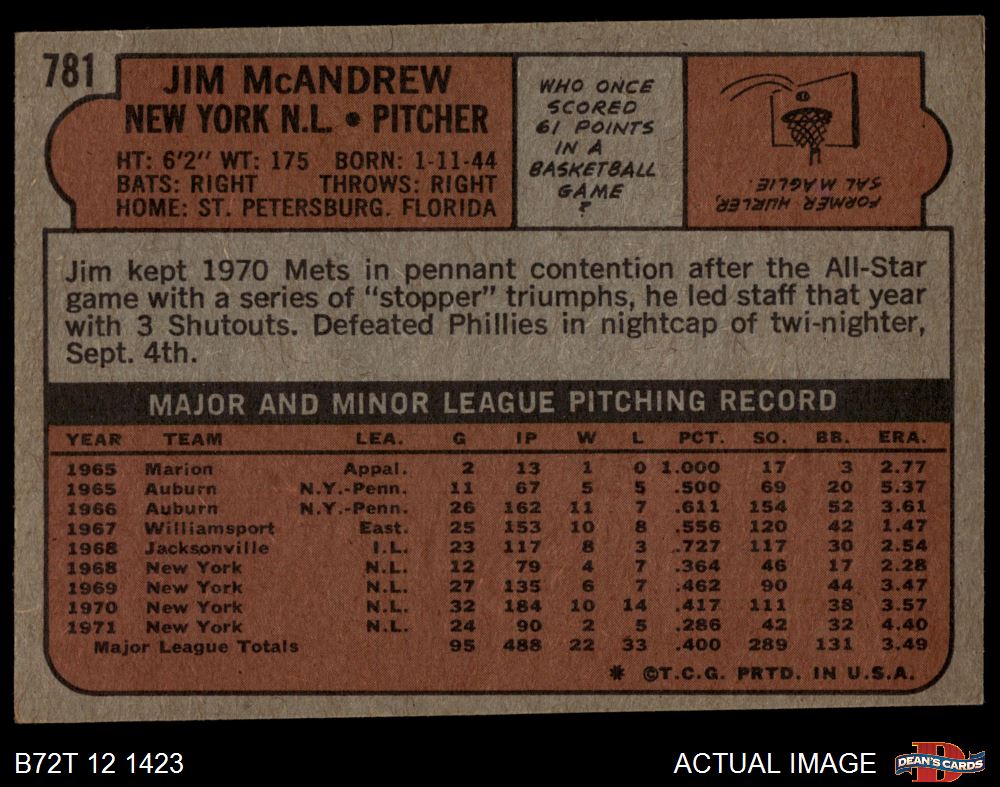 781
JIM McANDREW
NEW YORK N.L. • PITCHER
HT: 6'2" WT: 175 BORN: 1-11-44
BATS: RIGHT THROWS: RIGHT
HOME: ST. PETERSBURG, FLORIDA
WHO ONCE
SCORED
61 POINTS
IN A
BASKETBALL
GAME
?
FORMER HURLER,
SAL MAGLIE.
Jim kept 1970 Mets in pennant contention after the All-Star
game with a series of "stopper" triumphs, he led staff that year
with 3 Shutouts. Defeated Phillies in nightcap of twi-nighter,
Sept. 4th.
MAJOR AND MINOR LEAGUE PITCHING RECORD
YEAR TEAM LEA. G IP W L PCT. SO. BB. ERA.
1965 Marion Appal. 2 13 1 0 1.000 17 3 2.77
1965 Auburn N.Y.-Penn. 11 67 5 5 .500 69 20 5.37
1966 Auburn N.Y.-Penn. 26 162 11 7 .611 154 52 3.61
1967 Williamsport East. 25 153 10 8 .556 120 42 1.47
1968 Jacksonville I.L. 23 117 8 3 .727 117 30 2.54
1968 New York N.L. 12 79 4 7 .364 46 17 2.28
1969 New York N.L. 27 135 6 7 .462 90 44 3.47
1970 New York N.L. 32 184 10 14 .417 111 38 3.57
1971 New York N.L. 24 90 2 5 .286 42 32 4.40
Major League Totals 95 488 22 33 .400 289 131 3.49
* ©T.C.G. PRTD. IN U.S.A.
B72T 12 1423
ACTUAL IMAGE
DEAN'S CARDS